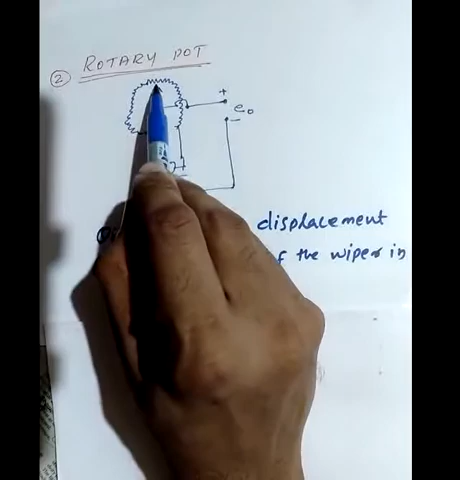 ② ROTARY POT
+
e₀
−
displacement
f the wiper in